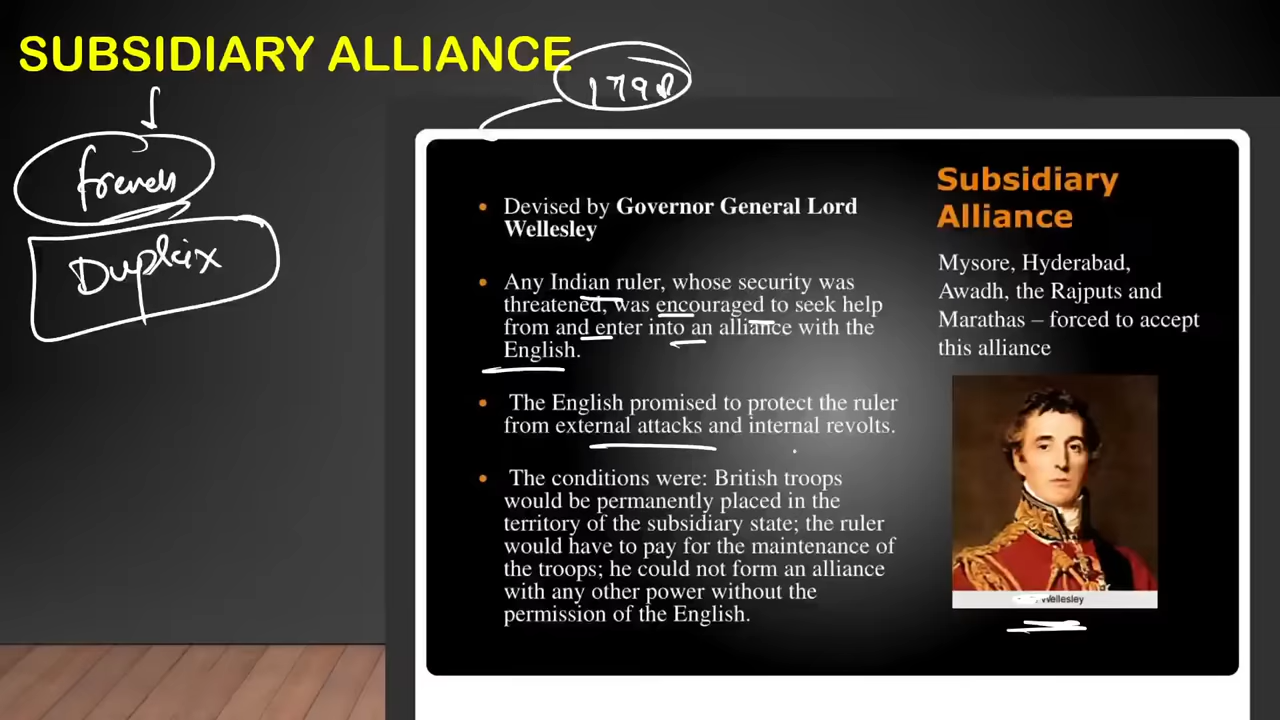 SUBSIDIARY ALLIANCE
1798
french
Dupleix
Devised by Governor General Lord
Wellesley
Any Indian ruler, whose security was
threatened, was encouraged to seek help
from and enter into an alliance with the
English.
The English promised to protect the ruler
from external attacks and internal revolts.
The conditions were: British troops
would be permanently placed in the
territory of the subsidiary state; the ruler
would have to pay for the maintenance of
the troops; he could not form an alliance
with any other power without the
permission of the English.
Subsidiary
Alliance
Mysore, Hyderabad,
Awadh, the Rajputs and
Marathas – forced to accept
this alliance
Wellesley